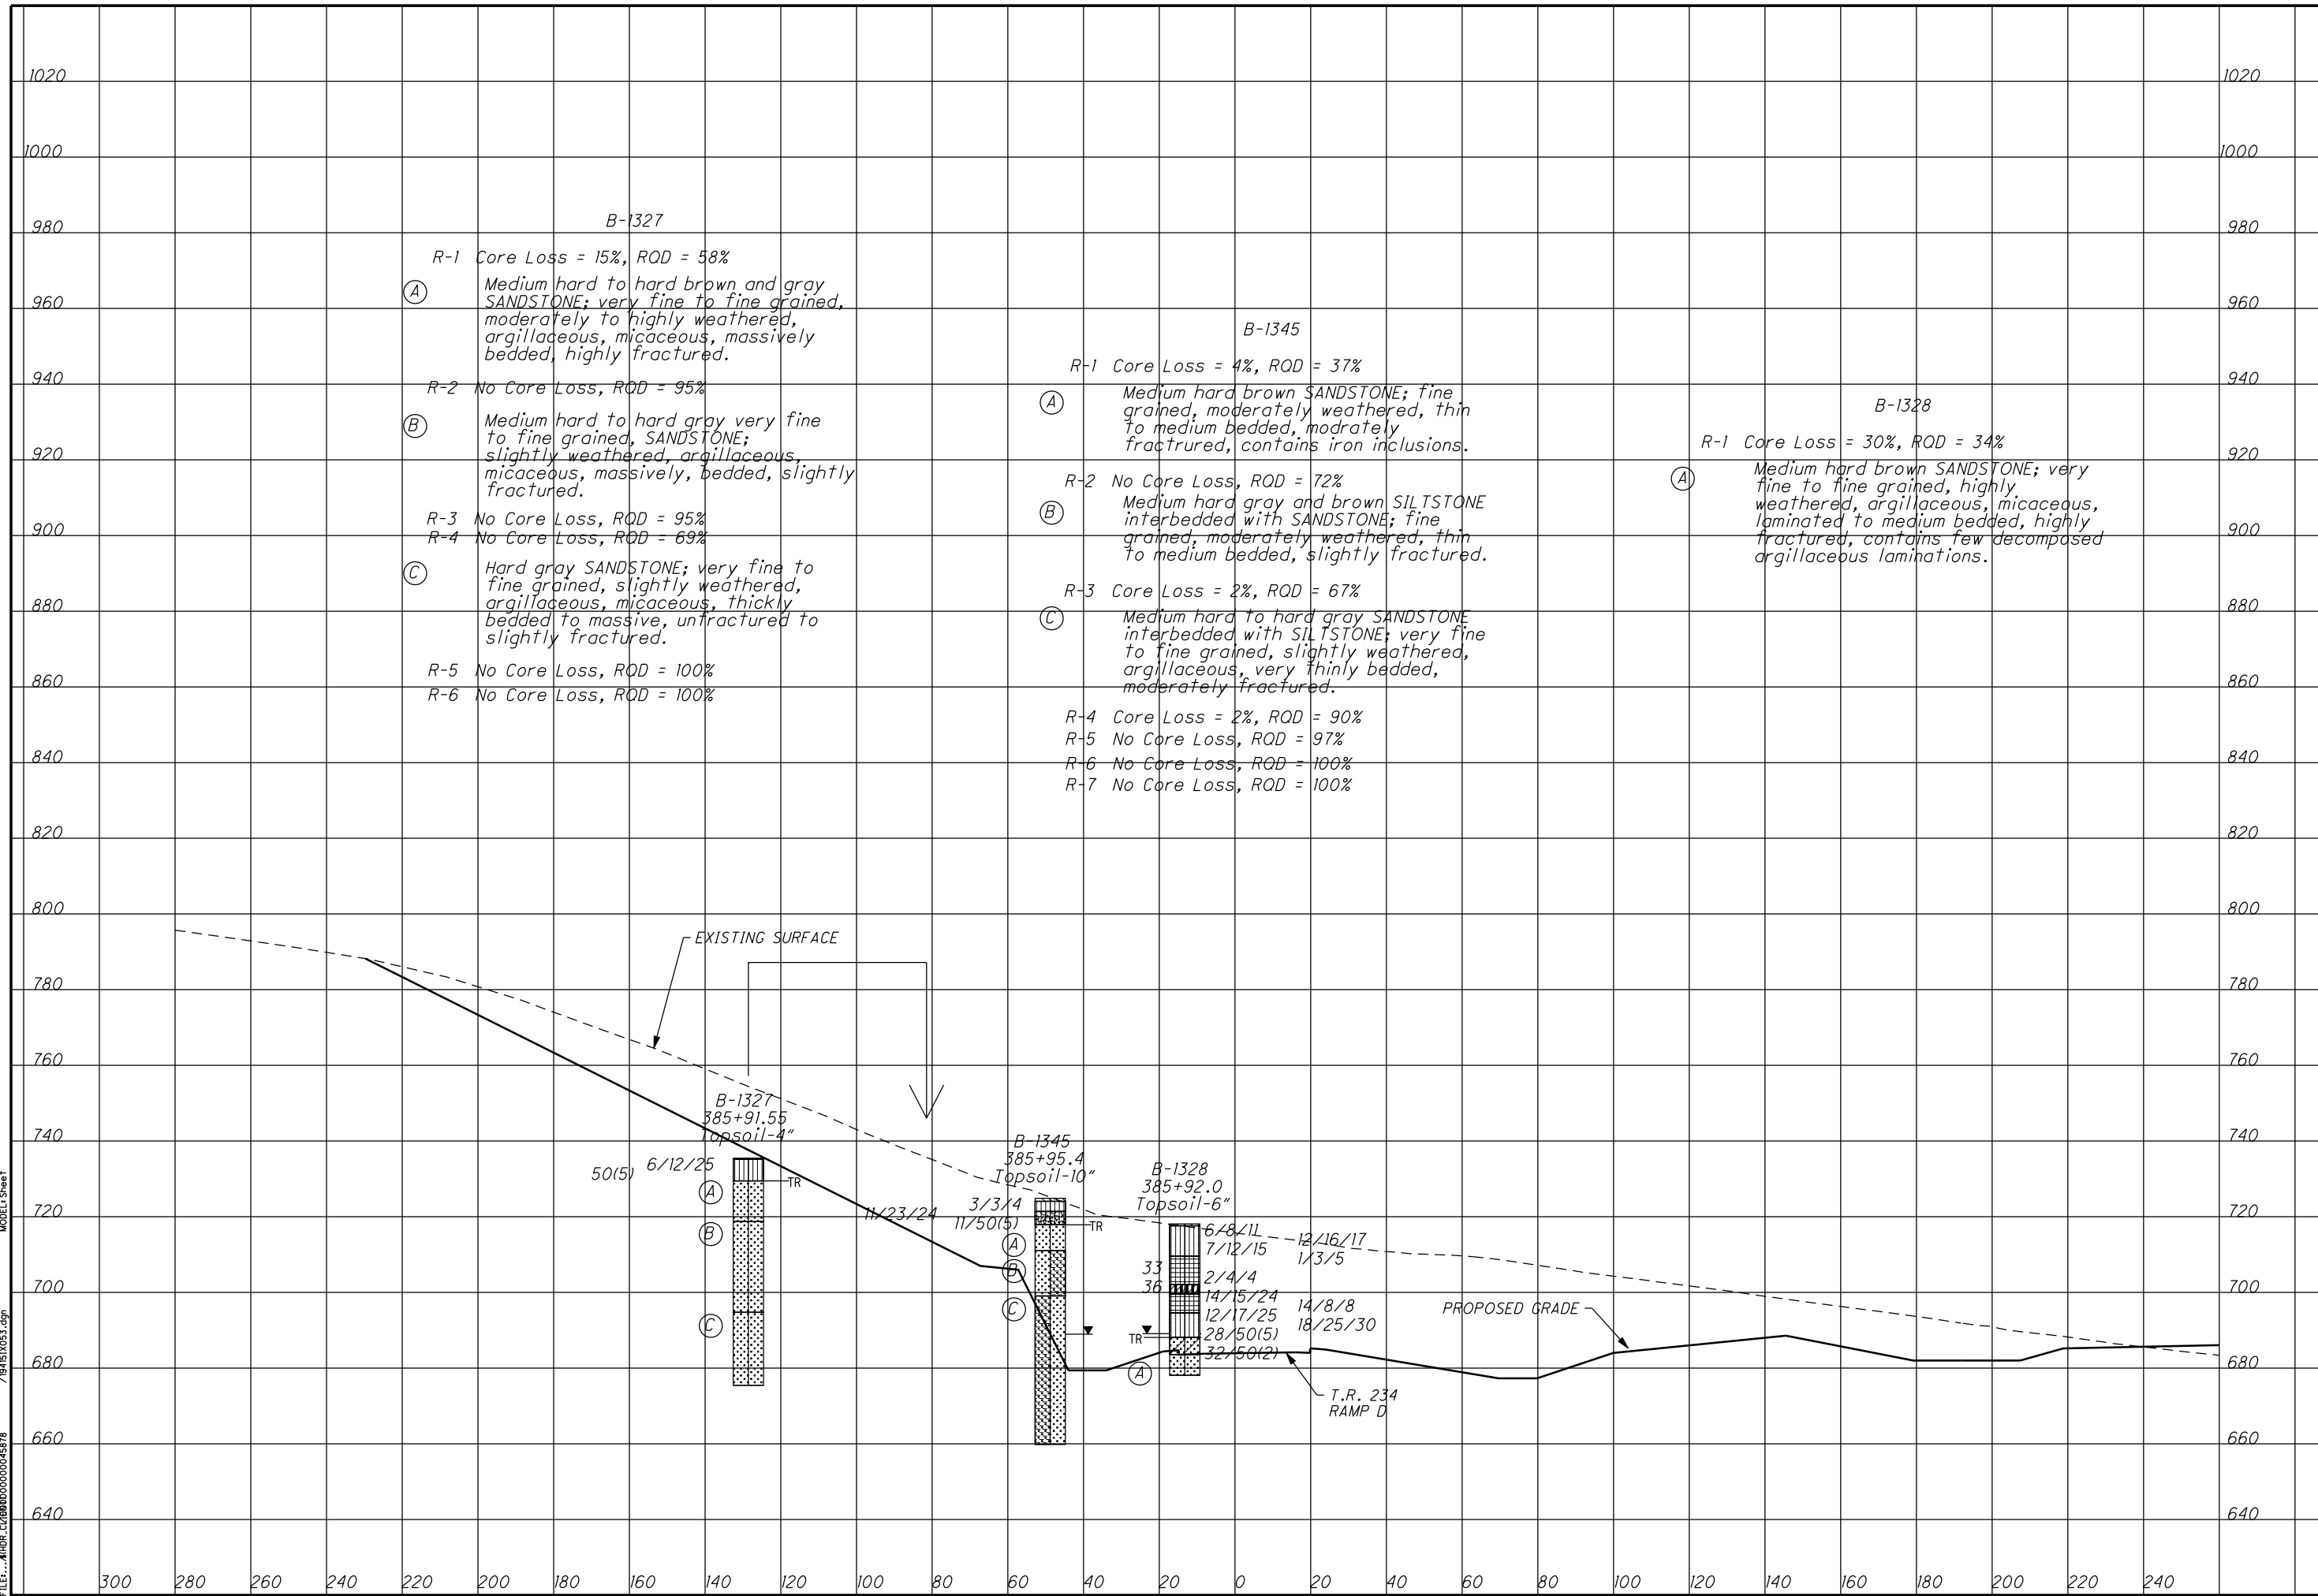 1020 1020
1000 1000
980 980
960 960
940 940
920 920
900 900
880 880
860 860
840 840
820 820
800 800
780 780
760 760
740 740
720 720
700 700
680 680
660 660
640 640
B-1327
R-1 Core Loss = 15%, RQD = 58%
A
Medium hard to hard brown and gray
SANDSTONE; very fine to fine grained,
moderately to highly weathered,
argillaceous, micaceous, massively
bedded, highly fractured.
R-2 No Core Loss, RQD = 95%
B
Medium hard to hard gray very fine
to fine grained, SANDSTONE;
slightly weathered, argillaceous,
micaceous, massively, bedded, slightly
fractured.
R-3 No Core Loss, RQD = 95%
R-4 No Core Loss, RQD = 69%
C
Hard gray SANDSTONE; very fine to
fine grained, slightly weathered,
argillaceous, micaceous, thickly
bedded to massive, unfractured to
slightly fractured.
R-5 No Core Loss, RQD = 100%
R-6 No Core Loss, RQD = 100%
B-1345
R-1 Core Loss = 4%, RQD = 37%
A
Medium hard brown SANDSTONE; fine
grained, moderately weathered, thin
to medium bedded, modrately
fractrured, contains iron inclusions.
R-2 No Core Loss, RQD = 72%
B
Medium hard gray and brown SILTSTONE
interbedded with SANDSTONE; fine
grained, moderately weathered, thin
to medium bedded, slightly fractured.
R-3 Core Loss = 2%, RQD = 67%
C
Medium hard to hard gray SANDSTONE
interbedded with SILTSTONE; very fine
to fine grained, slightly weathered,
argillaceous, very thinly bedded,
moderately fractured.
R-4 Core Loss = 2%, RQD = 90%
R-5 No Core Loss, RQD = 97%
R-6 No Core Loss, RQD = 100%
R-7 No Core Loss, RQD = 100%
B-1328
R-1 Core Loss = 30%, RQD = 34%
A
Medium hard brown SANDSTONE; very
fine to fine grained, highly
weathered, argillaceous, micaceous,
laminated to medium bedded, highly
fractured, contains few decomposed
argillaceous laminations.
EXISTING SURFACE
B-1327
385+91.55
Topsoil-4"
50(5) 6/12/25
TR
A
B
C
B-1345
385+95.4
Topsoil-10"
11/23/24 3/3/4
11/50(5)
TR
A
B
C
B-1328
385+92.0
Topsoil-6"
6/8/11 12/16/17
7/12/15 1/3/5
33 2/4/4
36 14/15/24 14/8/8
12/17/25 18/25/30
TR 28/50(5)
32/50(2)
A
PROPOSED GRADE
T.R. 234
RAMP D
300 280 260 240 220 200 180 160 140 120 100 80 60 40 20 0 20 40 60 80 100 120 140 160 180 200 220 240
MODEL: Sheet